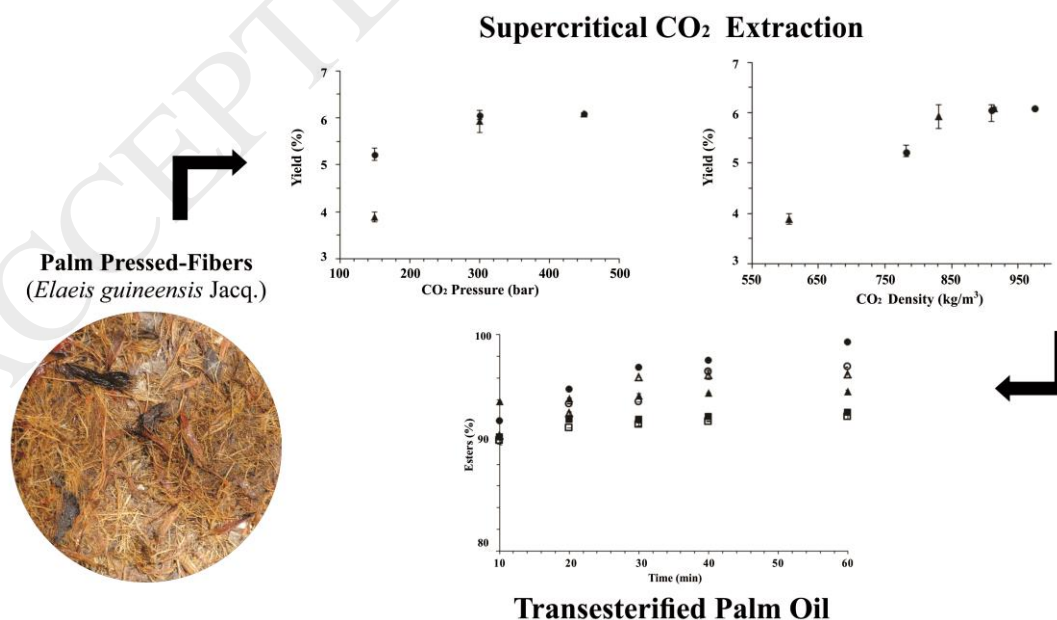 ACCEPTE
Supercritical CO₂ Extraction
7
6
5
4
3
Yield (%)
100
200
300
400
500
CO₂ Pressure (bar)
7
6
5
4
3
Yield (%)
550
650
750
850
950
CO₂ Density (kg/m³)
Palm Pressed-Fibers
(Elaeis guineensis Jacq.)
100
90
80
Esters (%)
10
20
30
40
50
60
Time (min)
Transesterified Palm Oil